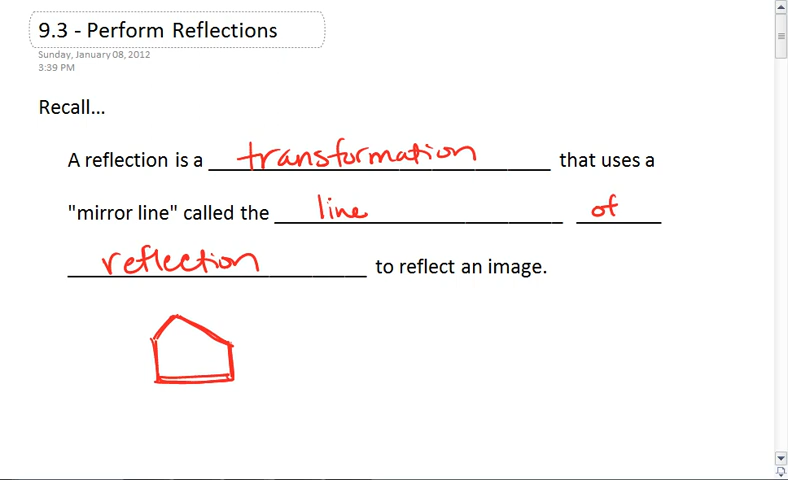 9.3 - Perform Reflections
Sunday, January 08, 2012
3:39 PM
Recall...
A reflection is a transformation that uses a
"mirror line" called the line of
reflection to reflect an image.